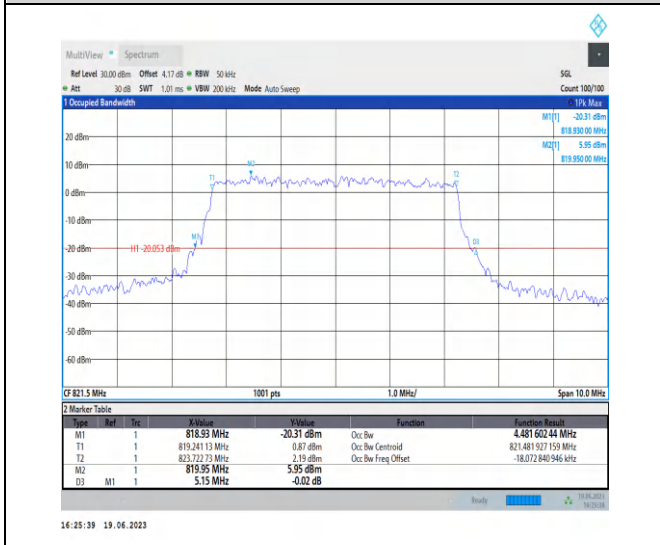 MultiView Spectrum
Ref Level 30.00 dBm Offset 4.17 dB RBW 50 kHz SGL
Att 30 dB SWT 1.01 ms VBW 200 kHz Mode Auto Sweep Count 100/100
1 Occupied Bandwidth 1Pk Max
M1[1] -20.31 dBm
818.930 00 MHz
M2[1] 5.95 dBm
819.950 00 MHz
20 dBm
10 dBm
M2
T1
T2
0 dBm
-10 dBm
M1
D3
-20 dBm
H1 -20.053 dBm
-30 dBm
-40 dBm
-50 dBm
-60 dBm
CF 821.5 MHz 1001 pts 1.0 MHz/ Span 10.0 MHz
2 Marker Table
Type Ref Trc X-Value Y-Value Function Function Result
M1 1 818.93 MHz -20.31 dBm Occ Bw 4.481 602 44 MHz
T1 1 819.241 13 MHz 0.87 dBm Occ Bw Centroid 821.481 927 159 MHz
T2 1 823.722 73 MHz 2.19 dBm Occ Bw Freq Offset -18.072 840 946 kHz
M2 1 819.95 MHz 5.95 dBm
D3 M1 1 5.15 MHz -0.02 dB
Ready 19.06.2023
16:25:38
16:25:39 19.06.2023